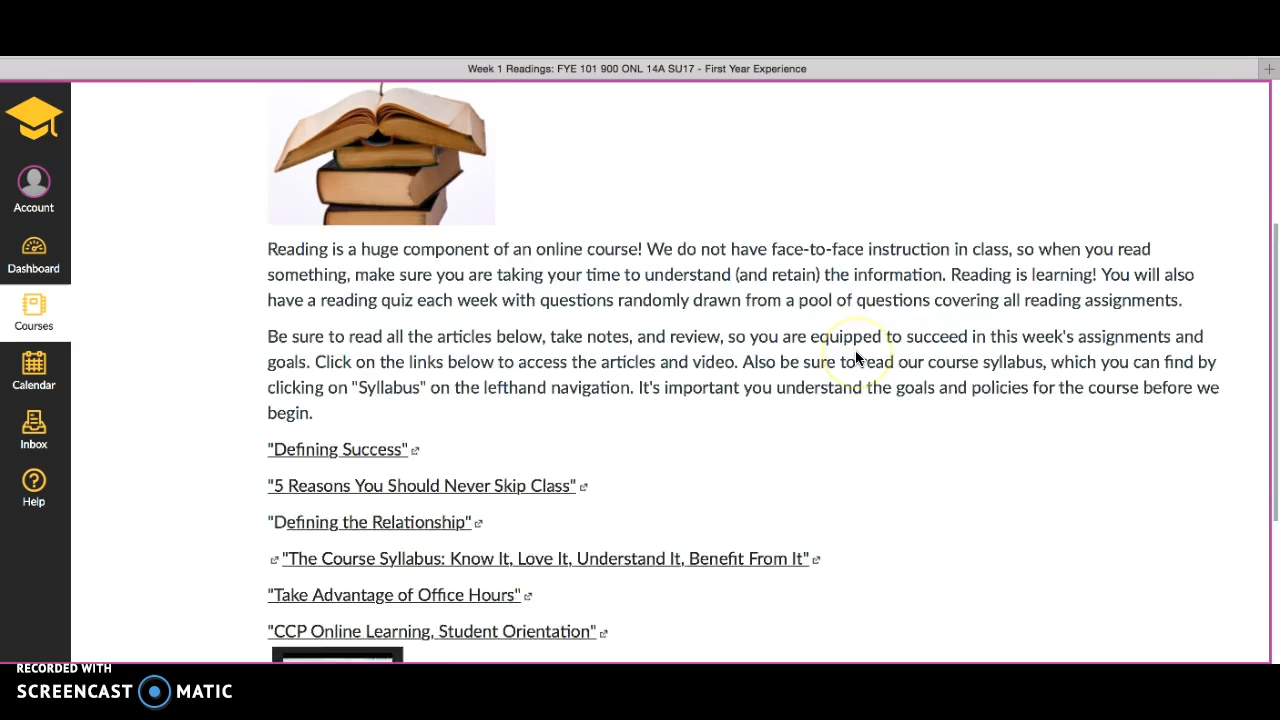 Week 1 Readings: FYE 101 900 ONL 14A SU17 - First Year Experience
Account
Dashboard
Courses
Calendar
Inbox
Help
Reading is a huge component of an online course! We do not have face-to-face instruction in class, so when you read
something, make sure you are taking your time to understand (and retain) the information. Reading is learning! You will also
have a reading quiz each week with questions randomly drawn from a pool of questions covering all reading assignments.
Be sure to read all the articles below, take notes, and review, so you are equipped to succeed in this week's assignments and
goals. Click on the links below to access the articles and video. Also be sure to read our course syllabus, which you can find by
clicking on "Syllabus" on the lefthand navigation. It's important you understand the goals and policies for the course before we
begin.
"Defining Success"
"5 Reasons You Should Never Skip Class"
"Defining the Relationship"
"The Course Syllabus: Know It, Love It, Understand It, Benefit From It"
"Take Advantage of Office Hours"
"CCP Online Learning, Student Orientation"
RECORDED WITH
SCREENCAST MATIC